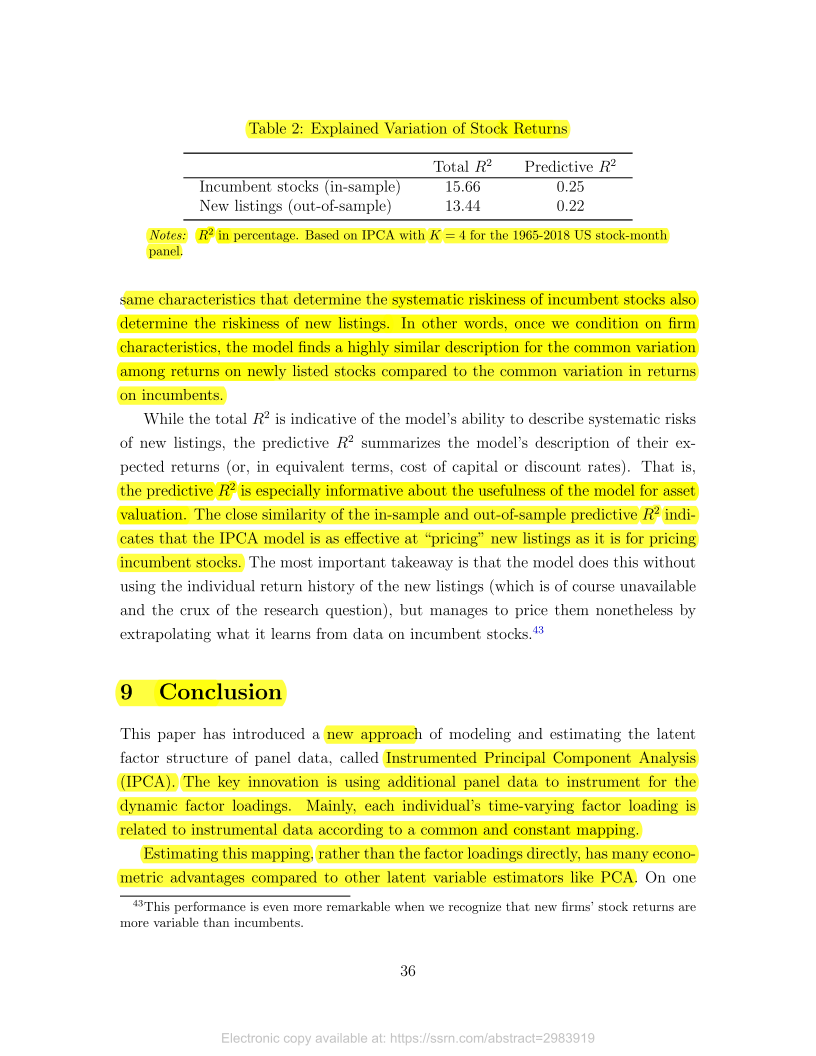 Table 2: Explained Variation of Stock Returns
Total R² Predictive R²
Incumbent stocks (in-sample) 15.66 0.25
New listings (out-of-sample) 13.44 0.22
Notes: R² in percentage. Based on IPCA with K = 4 for the 1965-2018 US stock-month
panel.
same characteristics that determine the systematic riskiness of incumbent stocks also
determine the riskiness of new listings. In other words, once we condition on firm
characteristics, the model finds a highly similar description for the common variation
among returns on newly listed stocks compared to the common variation in returns
on incumbents.
While the total R² is indicative of the model's ability to describe systematic risks
of new listings, the predictive R² summarizes the model's description of their ex-
pected returns (or, in equivalent terms, cost of capital or discount rates). That is,
the predictive R² is especially informative about the usefulness of the model for asset
valuation. The close similarity of the in-sample and out-of-sample predictive R² indi-
cates that the IPCA model is as effective at “pricing” new listings as it is for pricing
incumbent stocks. The most important takeaway is that the model does this without
using the individual return history of the new listings (which is of course unavailable
and the crux of the research question), but manages to price them nonetheless by
extrapolating what it learns from data on incumbent stocks.⁴³
9 Conclusion
This paper has introduced a new approach of modeling and estimating the latent
factor structure of panel data, called Instrumented Principal Component Analysis
(IPCA). The key innovation is using additional panel data to instrument for the
dynamic factor loadings. Mainly, each individual's time-varying factor loading is
related to instrumental data according to a common and constant mapping.
Estimating this mapping, rather than the factor loadings directly, has many econo-
metric advantages compared to other latent variable estimators like PCA. On one
⁴³This performance is even more remarkable when we recognize that new firms' stock returns are
more variable than incumbents.
36
Electronic copy available at: https://ssrn.com/abstract=2983919